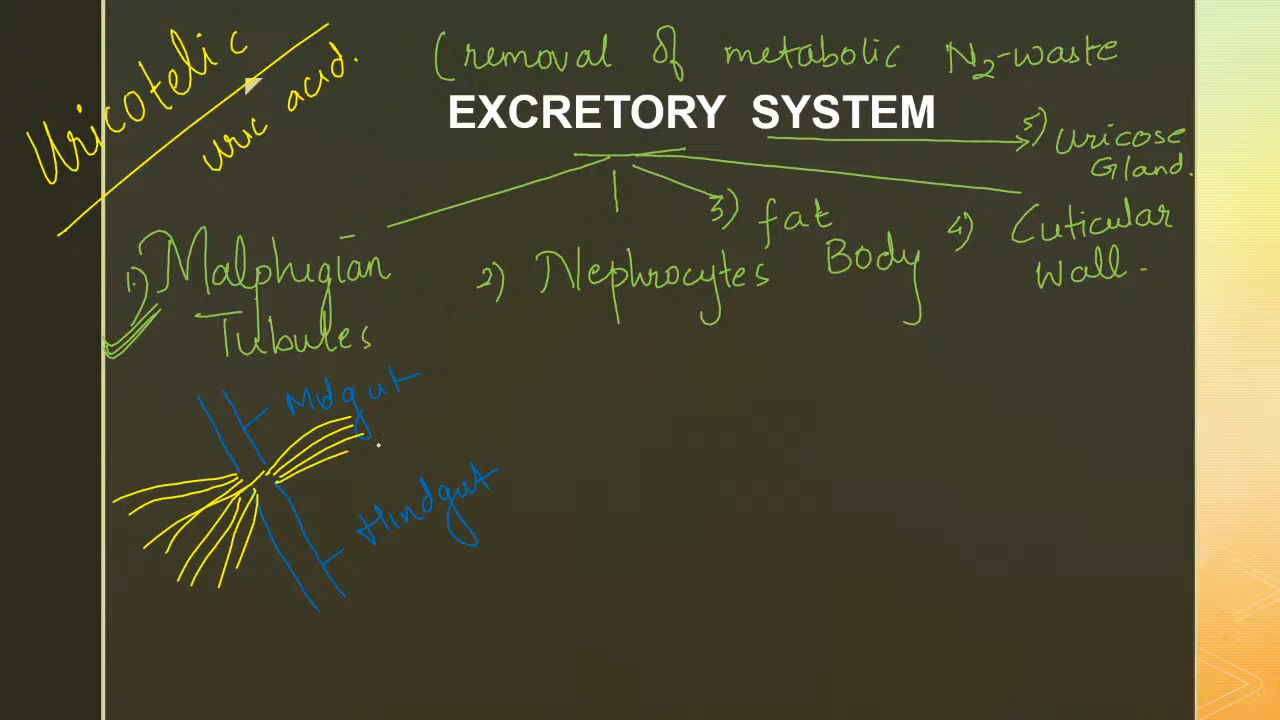 Uricotelic
uric acid.
(removal of metabolic N2-waste
EXCRETORY SYSTEM
5) Uricose
Gland.
1.) Malphigian
Tubules
2) Nephrocytes
3) fat
Body
4) Cuticular
Wall.
Midgut
Hindgut